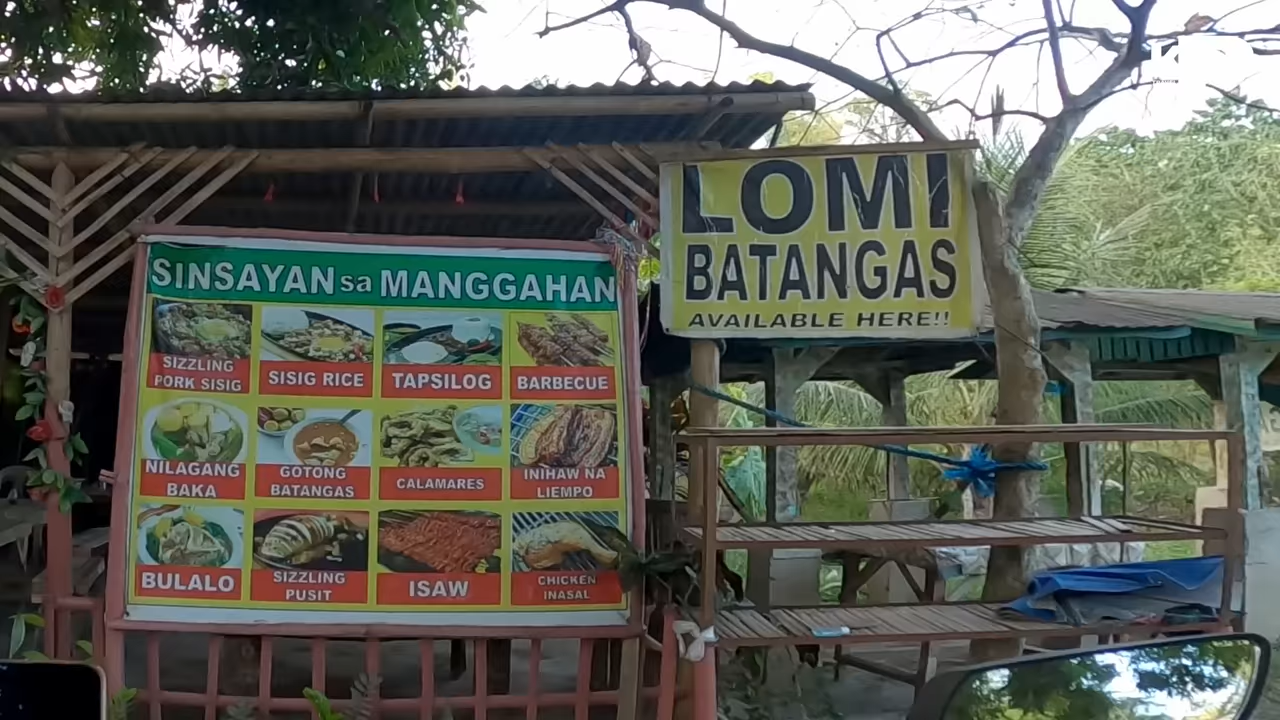 SINSAYAN sa MANGGAHAN
SIZZLING
PORK SISIG
SISIG RICE
TAPSILOG
BARBECUE
NILAGANG
BAKA
GOTONG
BATANGAS
CALAMARES
INIHAW NA
LIEMPO
BULALO
SIZZLING
PUSIT
ISAW
CHICKEN
INASAL
LOMI
BATANGAS
AVAILABLE HERE!!